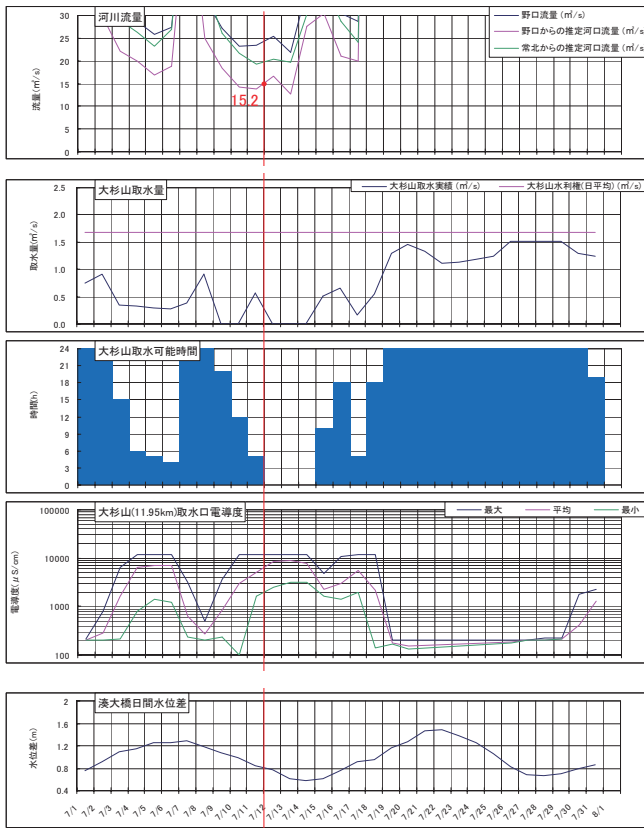 河川流量
野口流量(㎥/s)
野口からの推定河口流量(㎥/s)
常北からの推定河口流量(㎥/s)
流量(㎥/s)
30
25
20
15
10
5
0
15.2
大杉山取水量
大杉山取水実績(㎥/s)
大杉山水利権(日平均)(㎥/s)
取水量(㎥/s)
2.5
2.0
1.5
1.0
0.5
0.0
大杉山取水可能時間
時間(h)
24
21
18
15
12
9
6
3
0
大杉山(11.95km)取水口電導度
最大
平均
最小
電導度(μS/cm)
100000
10000
1000
100
湊大橋日間水位差
水位差(m)
2
1.6
1.2
0.8
0.4
7/1 7/2 7/3 7/4 7/5 7/6 7/7 7/8 7/9 7/10 7/11 7/12 7/13 7/14 7/15 7/16 7/17 7/18 7/19 7/20 7/21 7/22 7/23 7/24 7/25 7/26 7/27 7/28 7/29 7/30 7/31 8/1